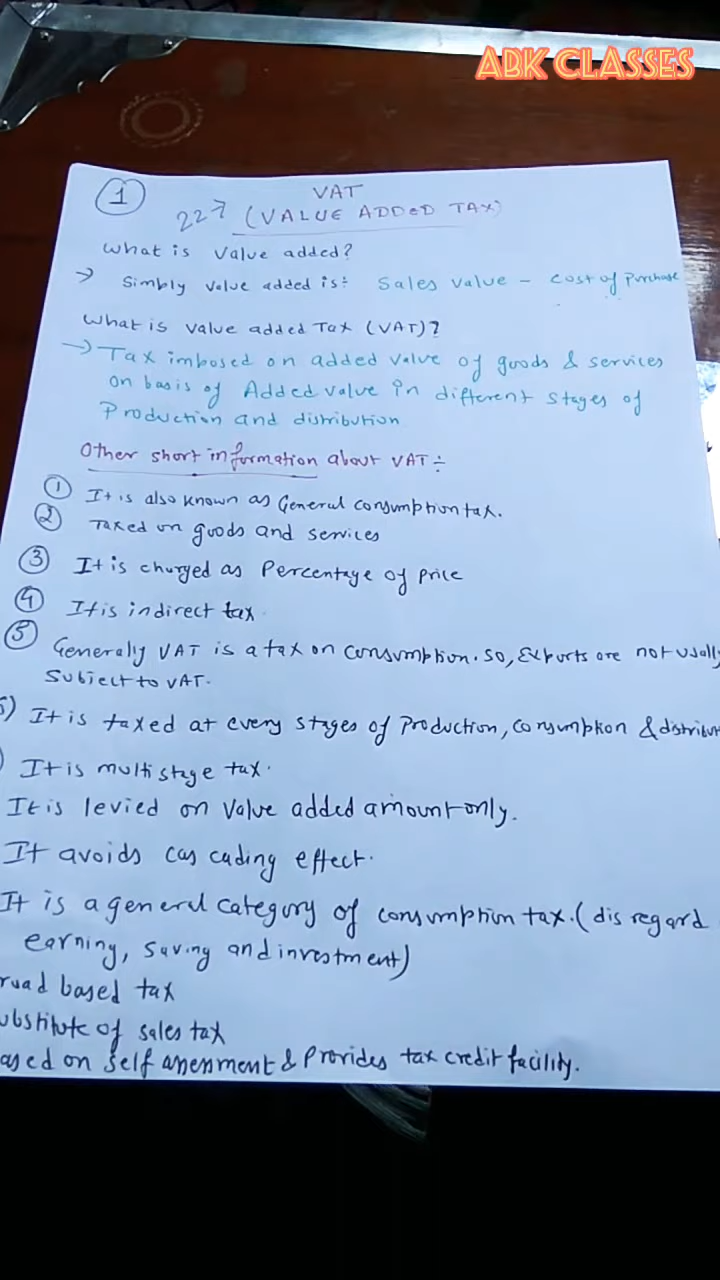 ABK CLASSES
1
VAT
227 (VALUE ADDED TAX)
What is value added?
→ Simbly value added is÷ Sales value - cost of purchase
What is value added Tax (VAT)?
→ Tax imbosed on added value of goods & services
on basis of Added value in different stages of
Production and distribution
Other short information about VAT÷
① It is also known as General consumption tax.
② Taxed on goods and services
③ It is charged as Percentage of price
④ It is indirect tax
⑤ Generally VAT is a tax on consumption. so, Exports are not usually
subject to VAT.
) It is taxed at every stages of Production, consumption & distribut
) It is multistage tax.
It is levied on value added amount only.
It avoids cascading effect.
It is a general category of consumption tax. (disregard
earning, saving and investment)
road based tax
ubstitute of sales tax
ased on self assessment & Provides tax credit facility.